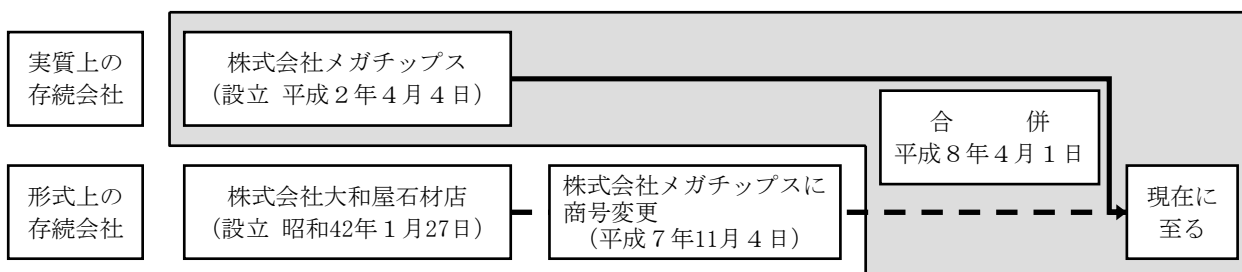 実質上の
存続会社
株式会社メガチップス
(設立 平成2年4月4日)
合 併
平成8年4月1日
形式上の
存続会社
株式会社大和屋石材店
(設立 昭和42年1月27日)
株式会社メガチップスに
商号変更
(平成7年11月4日)
現在に
至る